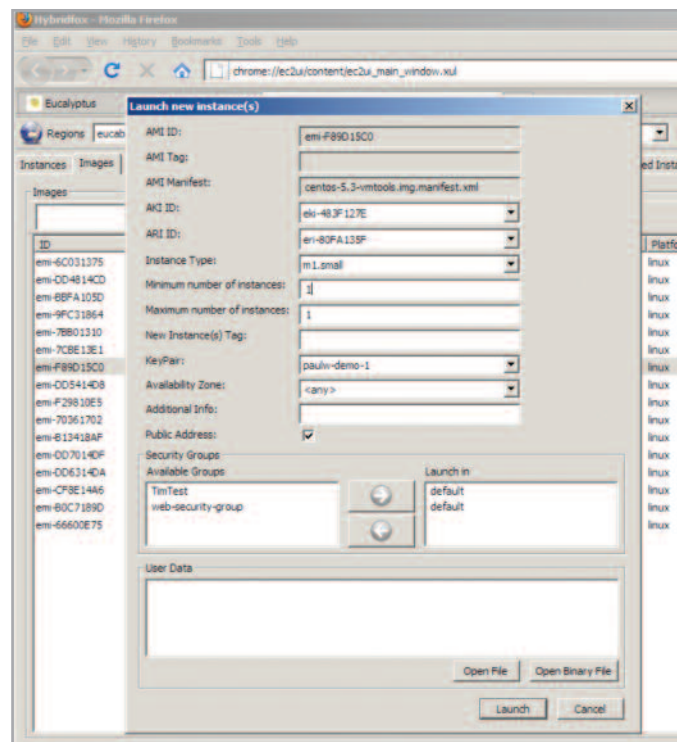 Hybridfox - Mozilla Firefox
File Edit View History Bookmarks Tools Help
chrome://ec2ui/content/ec2ui_main_window.xul
Eucalyptus
Regions eucab
Instances Images
ed Insta
Images
ID
Platfo
emi-6C031375 linux
emi-DD4814CD linux
emi-BBFA105D linux
emi-9FC31864 linux
emi-7BB01310 linux
emi-7CBE13E1 linux
emi-F89D15C0 linux
emi-DD5414D8 linux
emi-F29810E5 linux
emi-70361702 linux
emi-B13418AF linux
emi-DD7014DF linux
emi-DD6314DA linux
emi-CF8E14A6 linux
emi-B0C7189D linux
emi-66600E75 linux
Launch new instance(s)
AMI ID: emi-F89D15C0
AMI Tag:
AMI Manifest: centos-5.3-vmtools.img.manifest.xml
AKI ID: eki-483F127E
ARI ID: eri-80FA135F
Instance Type: m1.small
Minimum number of instances: 1
Maximum number of instances: 1
New Instance(s) Tag:
KeyPair: paulw-demo-1
Availability Zone: <any>
Additional Info:
Public Address:
Security Groups
Available Groups Launch in
TimTest default
web-security-group default
User Data
Open File Open Binary File
Launch Cancel